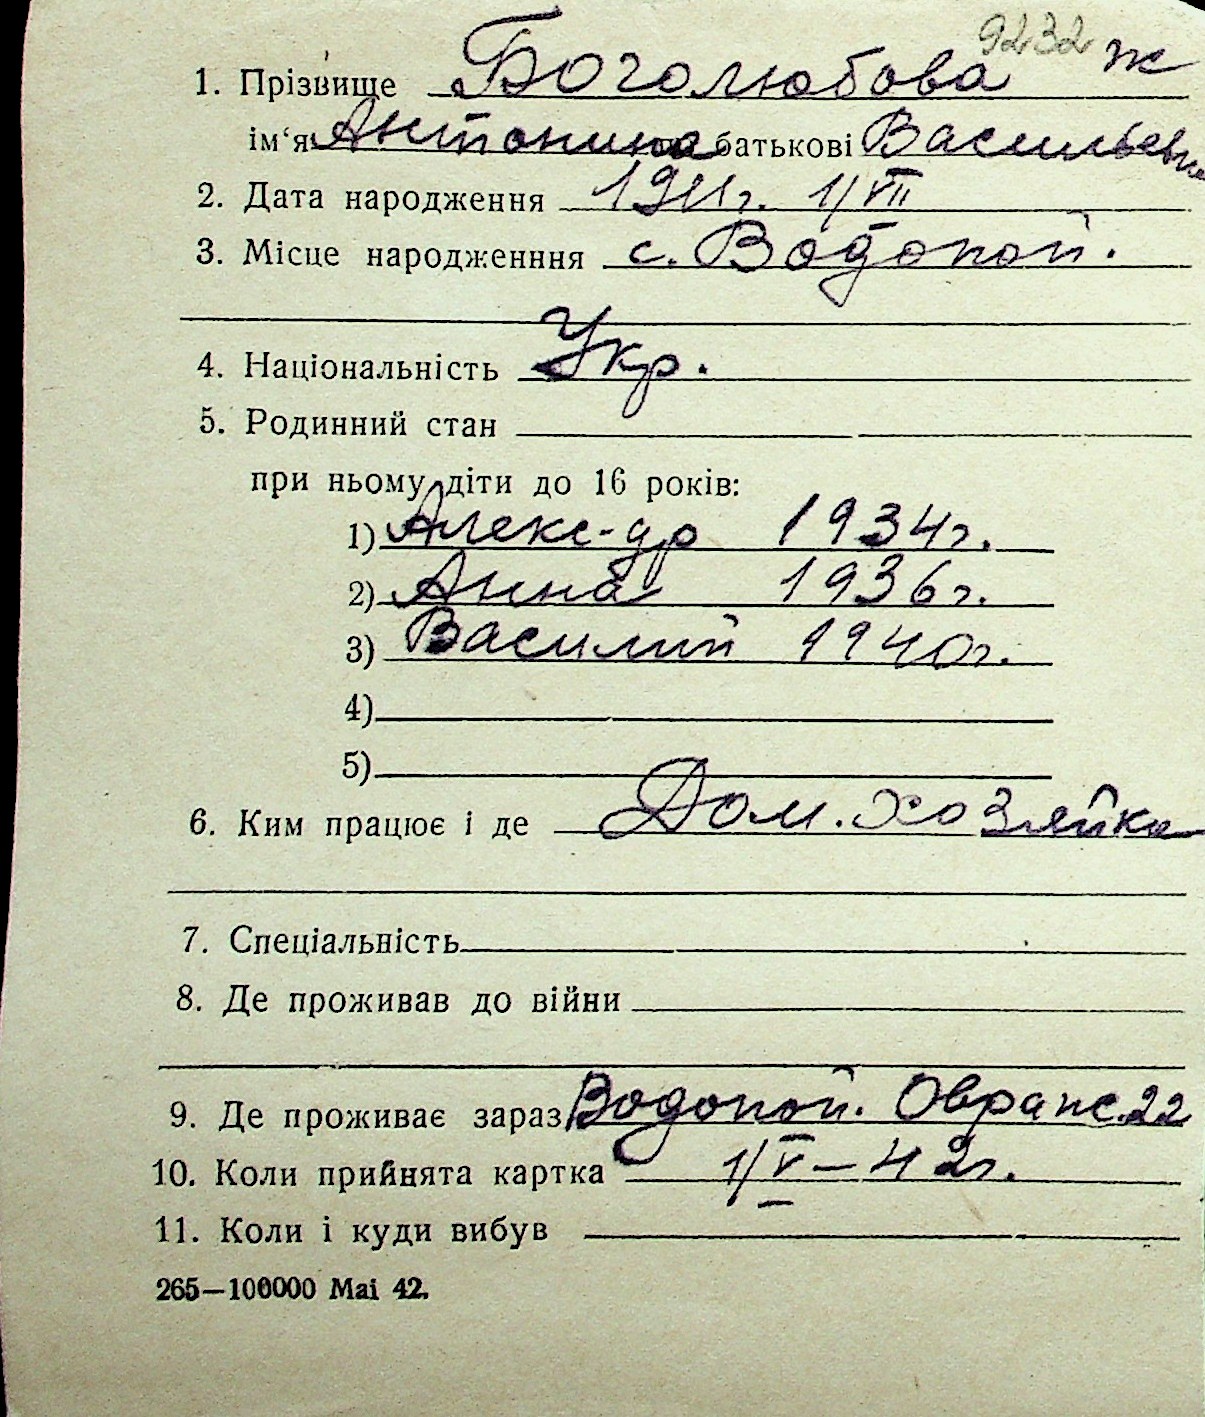 9232 Ж
1. Прізвище Боголюбова
ім‘я Антонина по батькові Васильевна
2. Дата народження 1911г. 1/VII
3. Місце народженння с. Водопой.
4. Національність Укр.
5. Родинний стан
при ньому діти до 16 років:
1) Алекс-др 1934г.
2) Анна 1936г.
3) Василий 1940г.
4)
5)
6. Ким працює і де Дом. хозяйка
7. Спеціальність
8. Де проживав до війни
9. Де проживає зараз Водопой. 22
10. Коли прийнята картка 1/V – 42г.
11. Коли і куди вибув
265—100000 Mai 42.